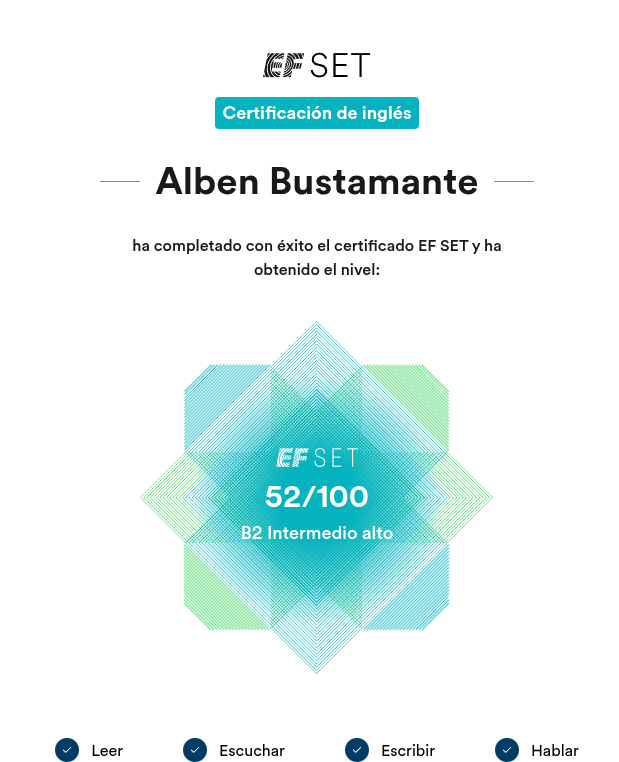 EF SET
Certificación de inglés
Alben Bustamante
ha completado con éxito el certificado EF SET y ha
obtenido el nivel:
EF SET
52/100
B2 Intermedio alto
Leer Escuchar Escribir Hablar